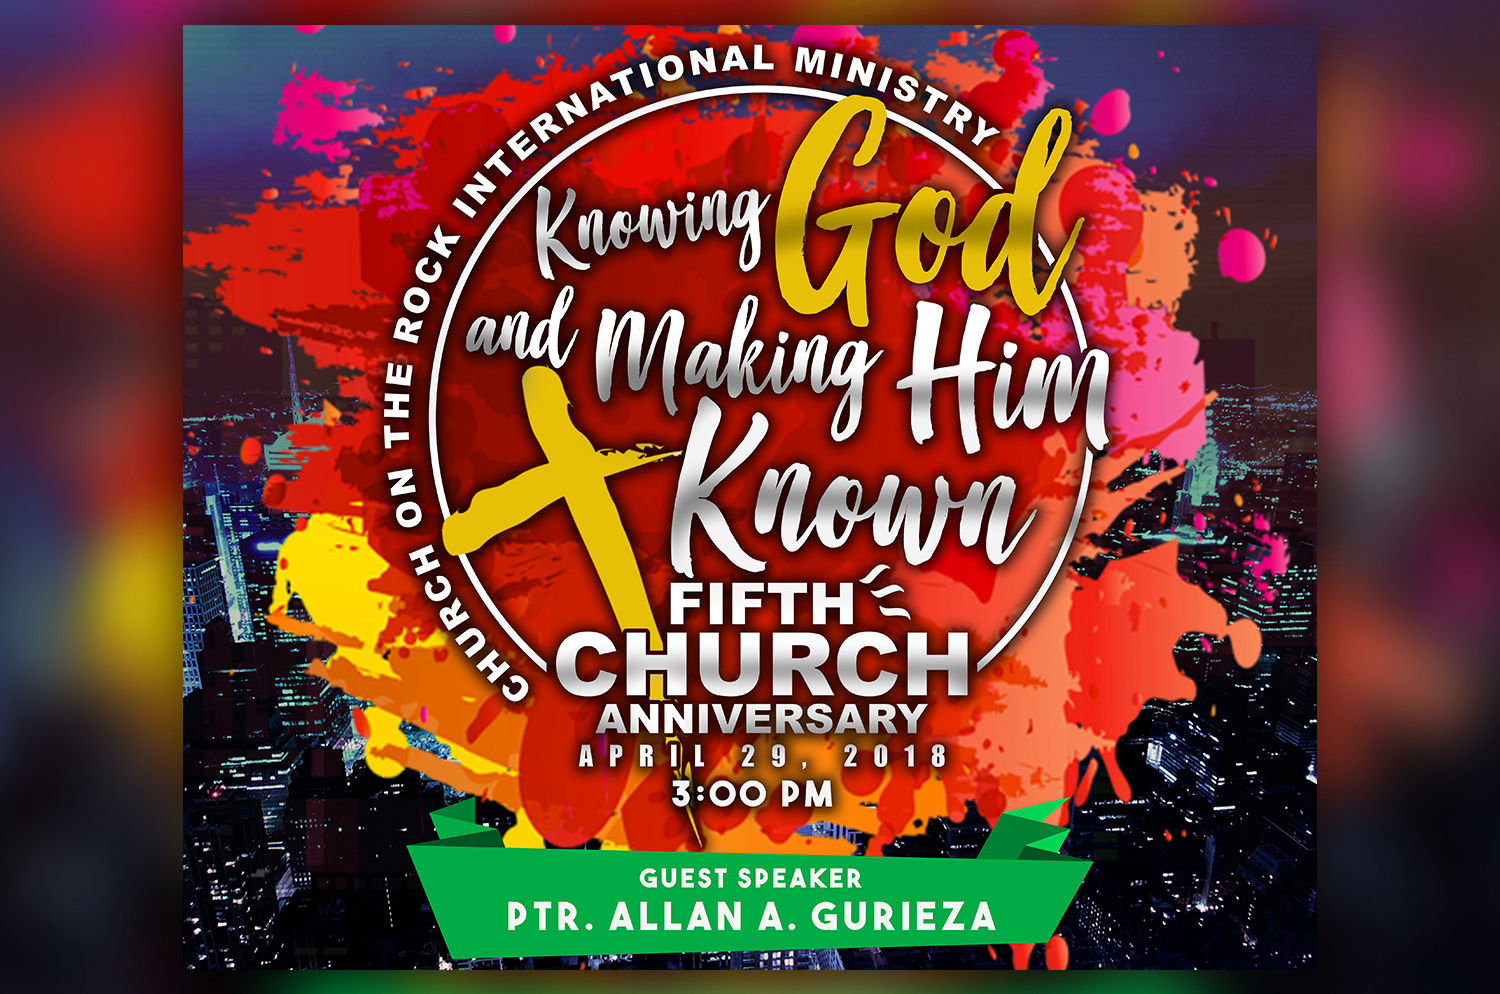 CHURCH ON THE ROCK INTERNATIONAL MINISTRY
Knowing God
and Making Him
Known
FIFTH
CHURCH
ANNIVERSARY
APRIL 29, 2018
3:00 PM
GUEST SPEAKER
PTR. ALLAN A. GURIEZA